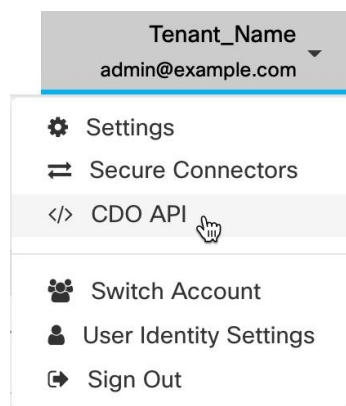 Tenant_Name
admin@example.com
Settings
Secure Connectors
</> CDO API
Switch Account
User Identity Settings
Sign Out